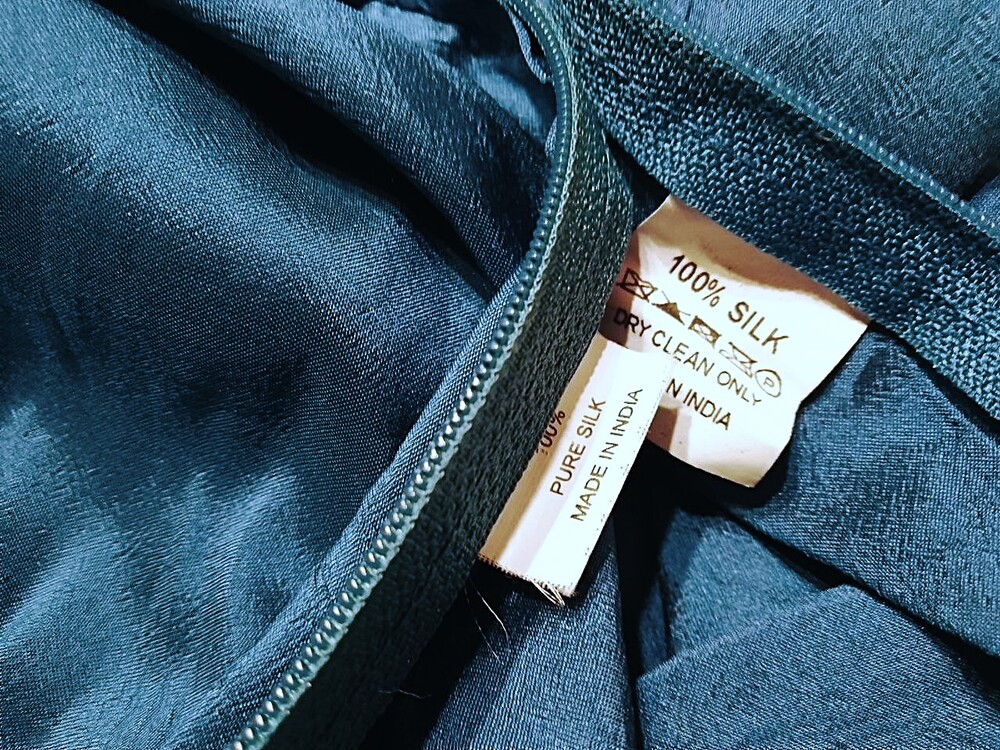 100% SILK
P
DRY CLEAN ONLY
N INDIA
100%
PURE SILK
MADE IN INDIA